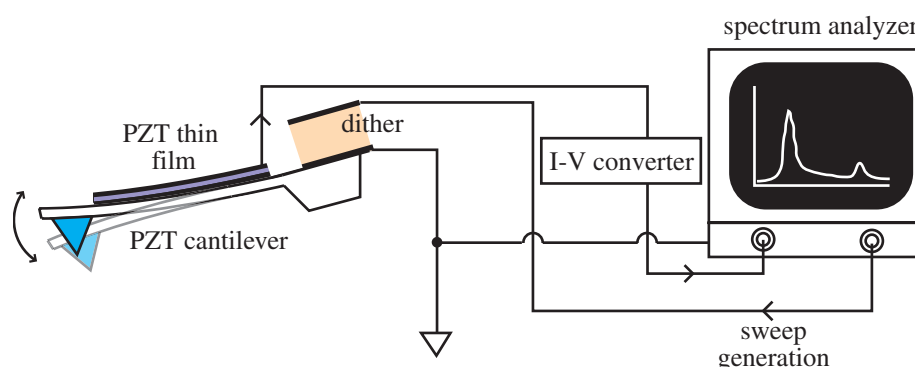 spectrum analyzer
PZT thin
film
dither
I-V converter
PZT cantilever
sweep
generation